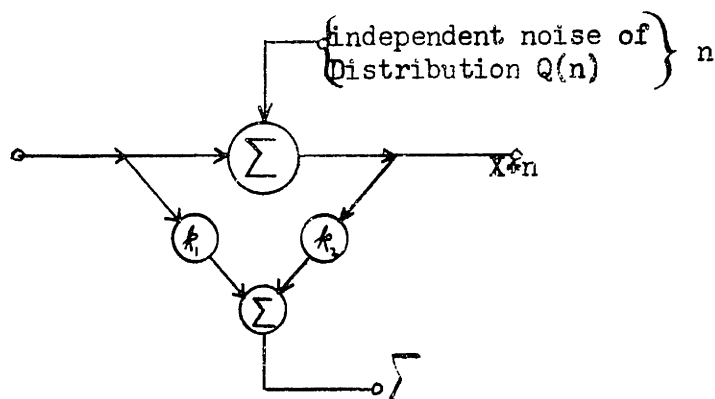 independent noise of
Distribution Q(n) n
Σ
X+n
k₁ k₂
Σ